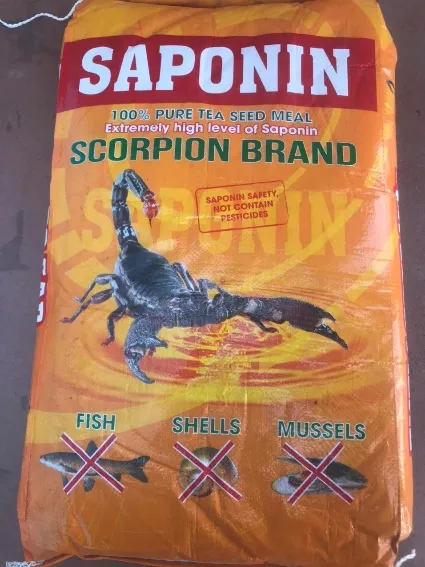 SAPONIN
100% PURE TEA SEED MEAL
Extremely high level of Saponin
SCORPION BRAND
SAPONIN SAFETY,
NOT CONTAIN
PESTICIDES
SAPONIN
FISH SHELLS MUSSELS